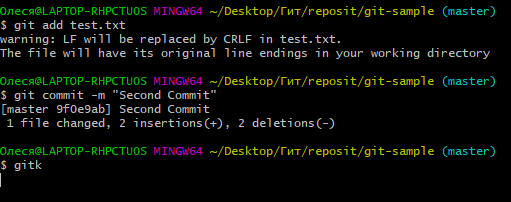 Олеся@LAPTOP-RHPCTUOS MINGW64 ~/Desktop/Гит/reposit/git-sample (master)
$ git add test.txt
warning: LF will be replaced by CRLF in test.txt.
The file will have its original line endings in your working directory
Олеся@LAPTOP-RHPCTUOS MINGW64 ~/Desktop/Гит/reposit/git-sample (master)
$ git commit -m "Second Commit"
[master 9f0e9ab] Second Commit
 1 file changed, 2 insertions(+), 2 deletions(-)
Олеся@LAPTOP-RHPCTUOS MINGW64 ~/Desktop/Гит/reposit/git-sample (master)
$ gitk